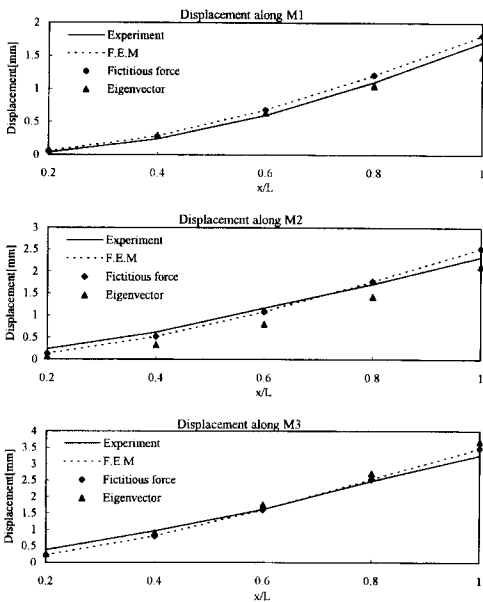 Displacement along M1
Displacement[mm]
2
1.5
1
0.5
0
Experiment
F.E.M
Fictitious force
Eigenvector
0.2 0.4 0.6 0.8 1
x/L
Displacement along M2
Displacement[mm]
3
2.5
2
1.5
1
0.5
0
Experiment
F.E.M
Fictitious force
Eigenvector
0.2 0.4 0.6 0.8 1
x/L
Displacement along M3
Displacement[mm]
4
3.5
3
2.5
2
1.5
1
0.5
0
Experiment
F.E.M
Fictitious force
Eigenvector
0.2 0.4 0.6 0.8 1
x/L